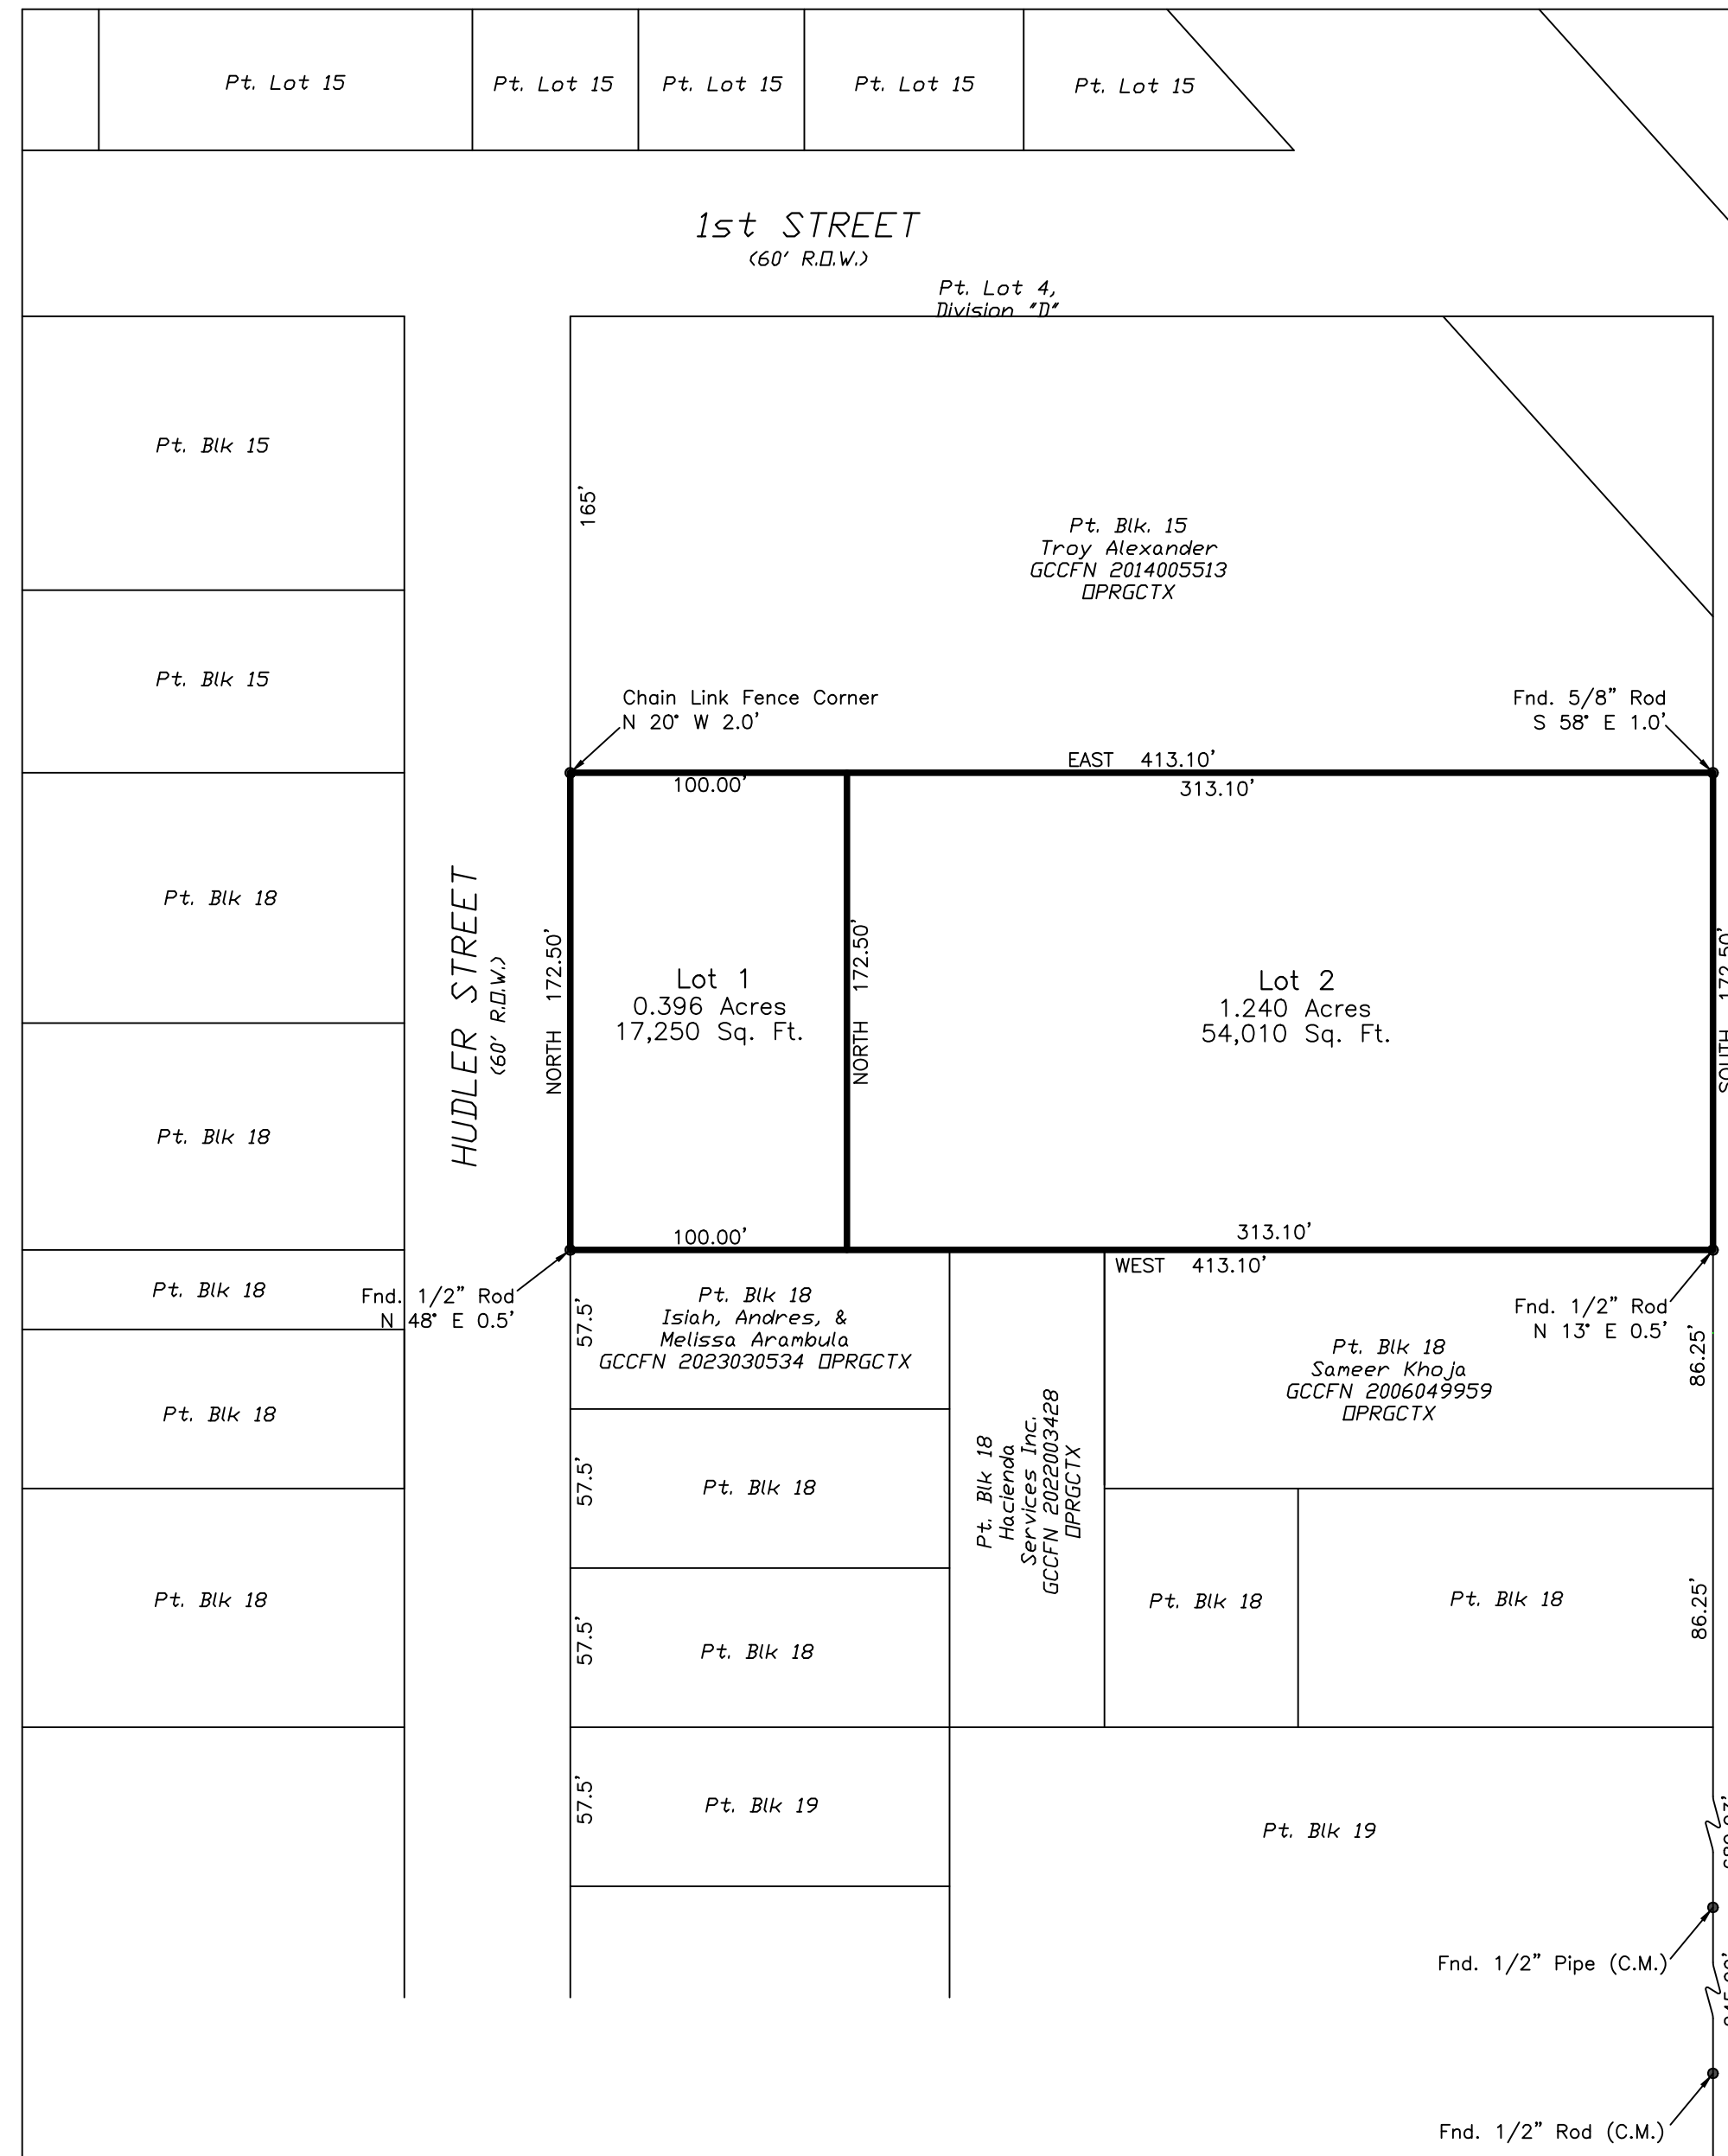 Pt. Lot 15
Pt. Lot 15
Pt. Lot 15
Pt. Lot 15
Pt. Lot 15
1st STREET
(60' R.O.W.)
Pt. Lot 4,
Division "D"
Pt. Blk 15
165'
Pt. Blk. 15
Troy Alexander
GCCFN 2014005513
OPRGCTX
Pt. Blk 15
Chain Link Fence Corner
N 20° W 2.0'
Fnd. 5/8" Rod
S 58° E 1.0'
EAST 413.10'
100.00'
313.10'
Pt. Blk 18
HUDLER STREET
(60' R.O.W.)
NORTH 172.50'
Lot 1
0.396 Acres
17,250 Sq. Ft.
NORTH 172.50'
Lot 2
1.240 Acres
54,010 Sq. Ft.
SOUTH 172.50'
Pt. Blk 18
100.00'
313.10'
WEST 413.10'
Pt. Blk 18
Fnd. 1/2" Rod
N 48° E 0.5'
57.5'
Pt. Blk 18
Isiah, Andres, &
Melissa Arambula
GCCFN 2023030534 OPRGCTX
Fnd. 1/2" Rod
N 13° E 0.5'
Pt. Blk 18
Sameer Khoja
GCCFN 2006049959
OPRGCTX
86.25'
Pt. Blk 18
57.5'
Pt. Blk 18
Pt. Blk 18
Hacienda
Services Inc.
GCCFN 2022003428
OPRGCTX
Pt. Blk 18
57.5'
Pt. Blk 18
Pt. Blk 18
Pt. Blk 18
86.25'
57.5'
Pt. Blk 19
Pt. Blk 19
Fnd. 1/2" Pipe (C.M.)
Fnd. 1/2" Rod (C.M.)